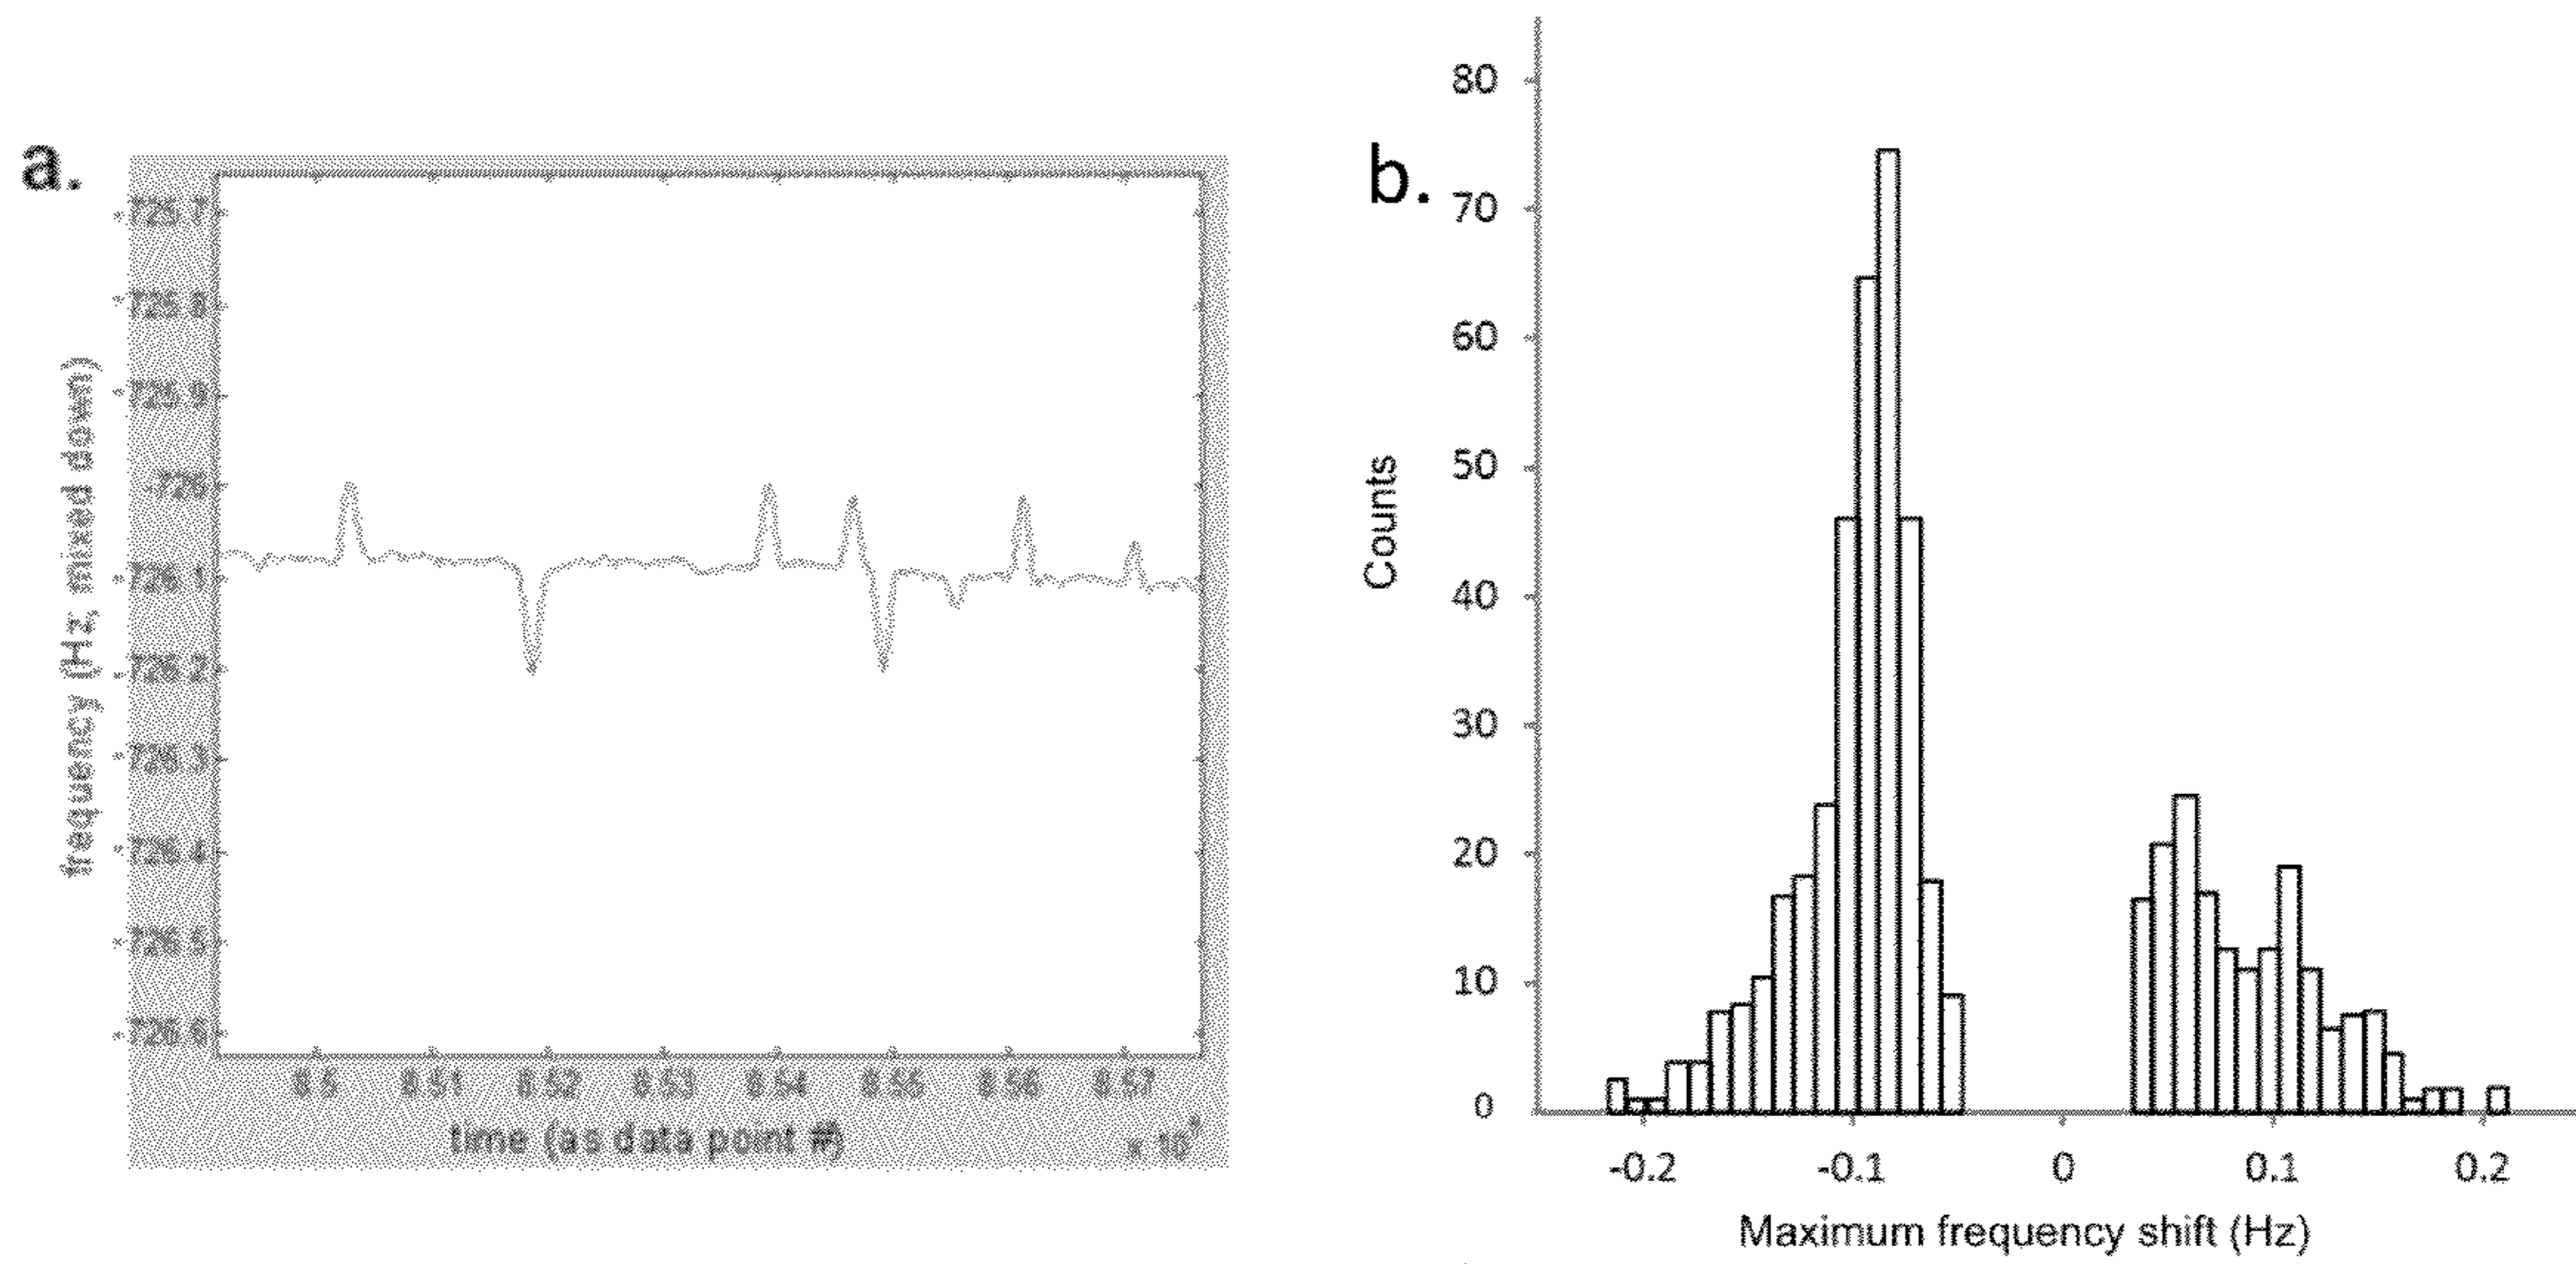 a.
-725.7
-725.8
-725.9
-726
-726.1
-726.2
-726.3
-726.4
-726.5
-726.6
frequency (Hz, mixed down)
8.5 8.51 8.52 8.53 8.54 8.55 8.56 8.57
time (as data point #)
b.
80
70
60
50
40
30
20
10
0
Counts
-0.2 -0.1 0 0.1 0.2
Maximum frequency shift (Hz)